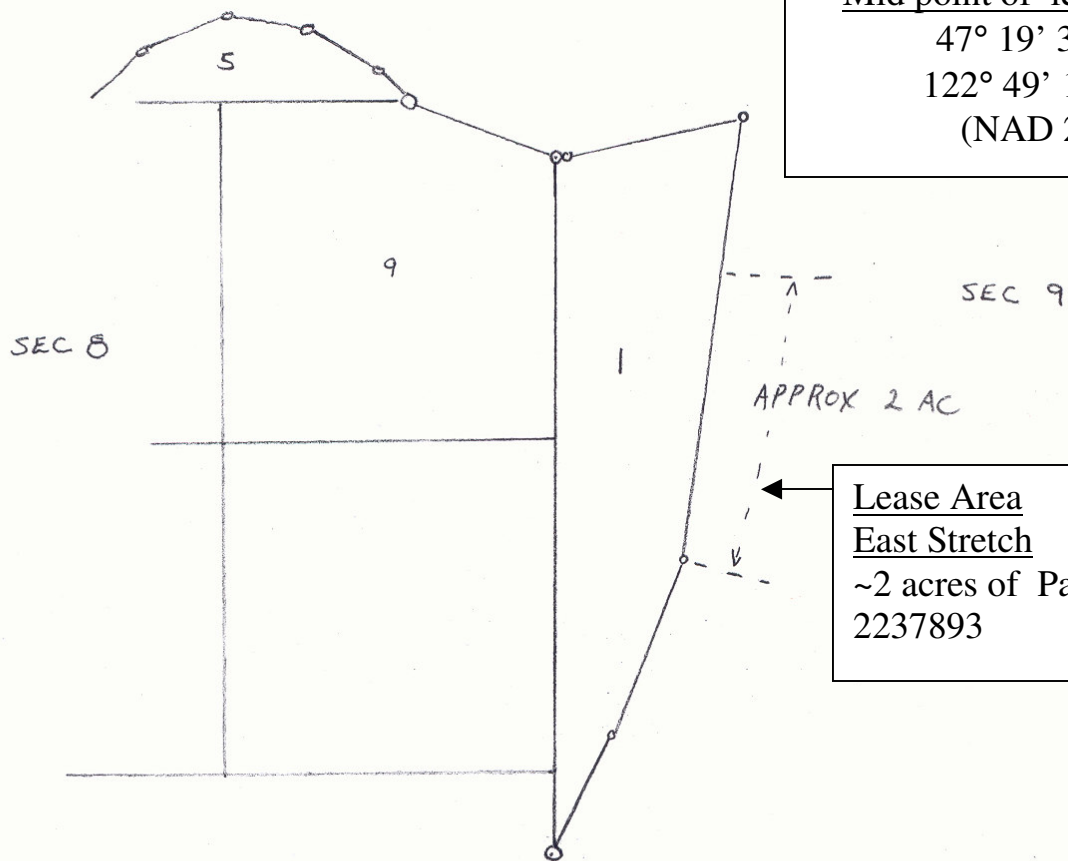 Mid point of
47° 19’ 3
122° 49’
(NAD 2
5
9
SEC 9
SEC 8
1
APPROX 2 AC
Lease Area
East Stretch
~2 acres of Pa
2237893